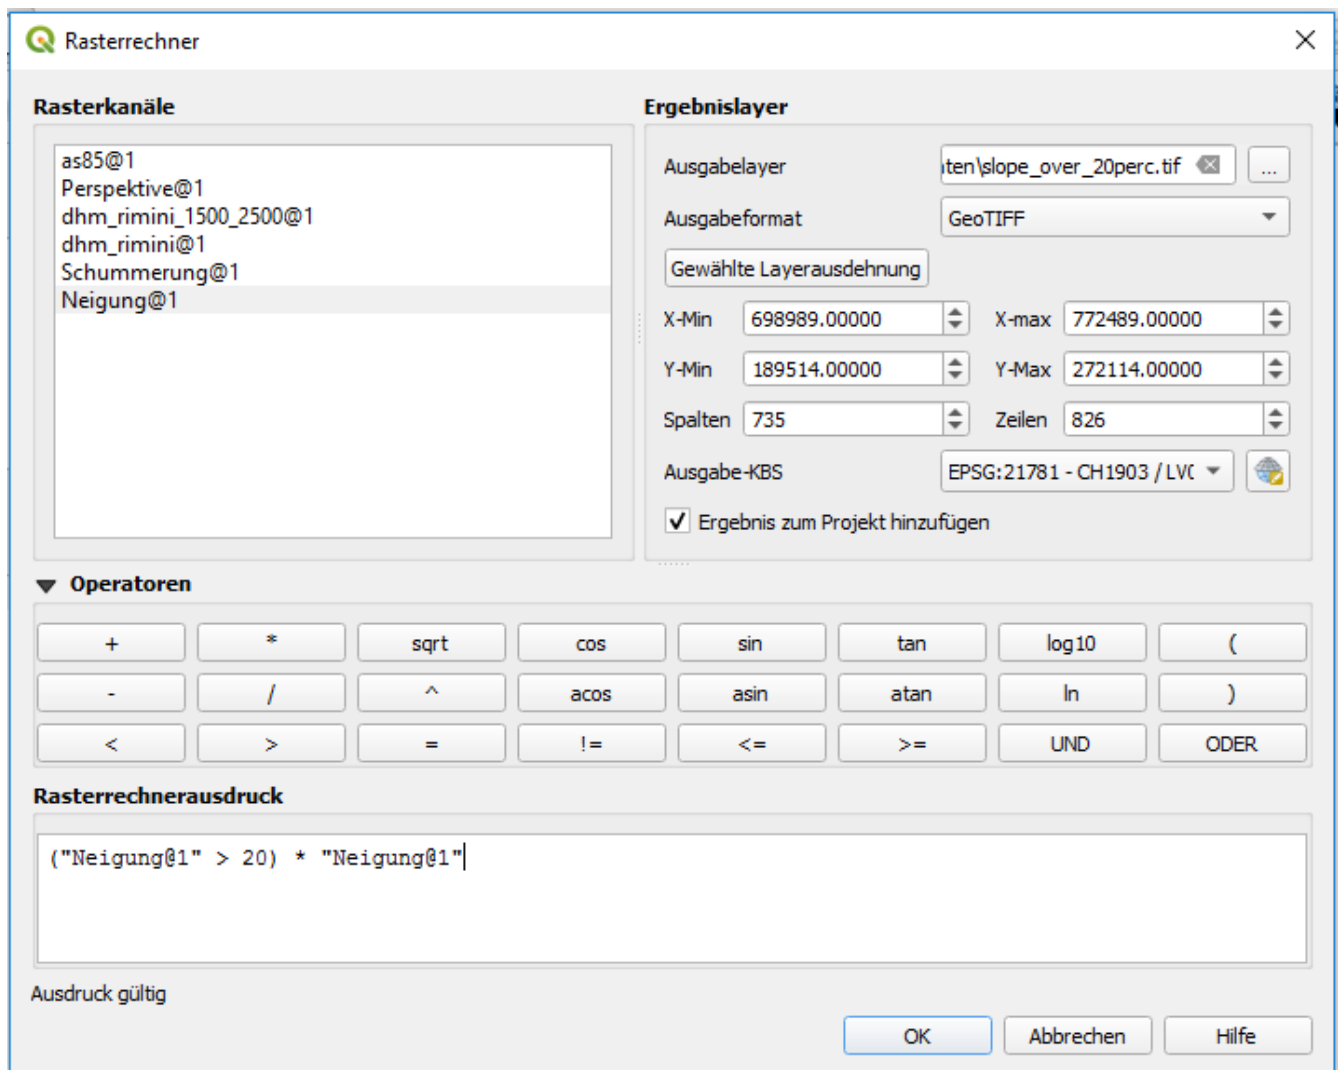 Rasterrechner
Rasterkanäle
as85@1
Perspektive@1
dhm_rimini_1500_2500@1
dhm_rimini@1
Schummerung@1
Neigung@1
Ergebnislayer
Ausgabelayer ıten\slope_over_20perc.tif ...
Ausgabeformat GeoTIFF
Gewählte Layerausdehnung
X-Min 698989.00000 X-max 772489.00000
Y-Min 189514.00000 Y-Max 272114.00000
Spalten 735 Zeilen 826
Ausgabe-KBS EPSG:21781 - CH1903 / LV0
Ergebnis zum Projekt hinzufügen
Operatoren
+ * sqrt cos sin tan log10 (
- / ^ acos asin atan ln )
< > = != <= >= UND ODER
Rasterrechnerausdruck
("Neigung@1" > 20) * "Neigung@1"
Ausdruck gültig
OK Abbrechen Hilfe